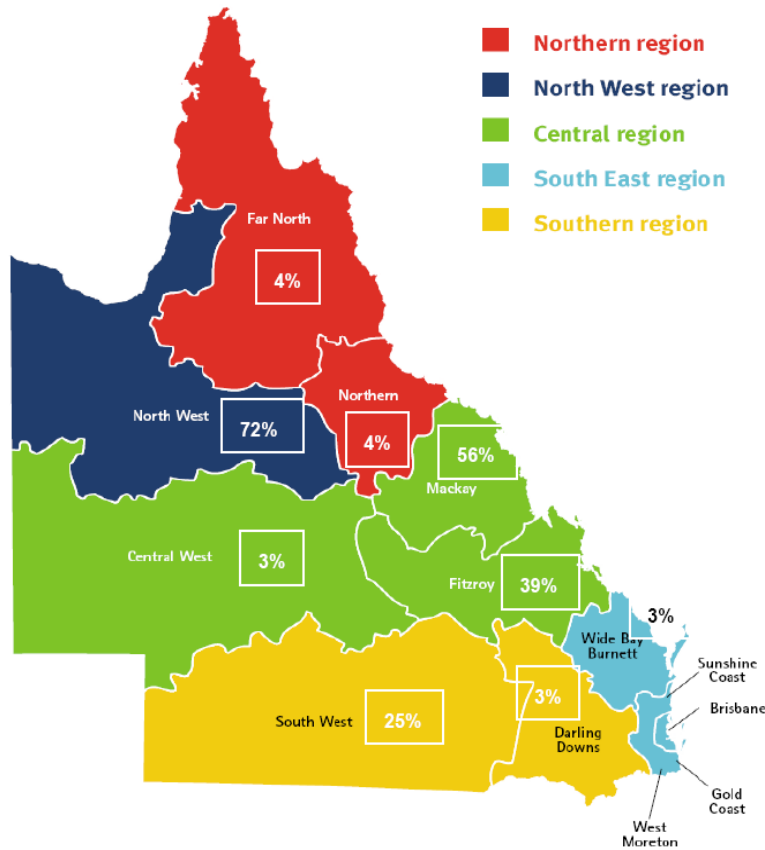 Northern region
North West region
Central region
South East region
Southern region
Far North
4%
Northern
4%
North West
72%
56%
Mackay
Central West
3%
Fitzroy
39%
3%
Wide Bay
Burnett
Sunshine
Coast
Brisbane
South West
25%
3%
Darling
Downs
Gold
Coast
West
Moreton